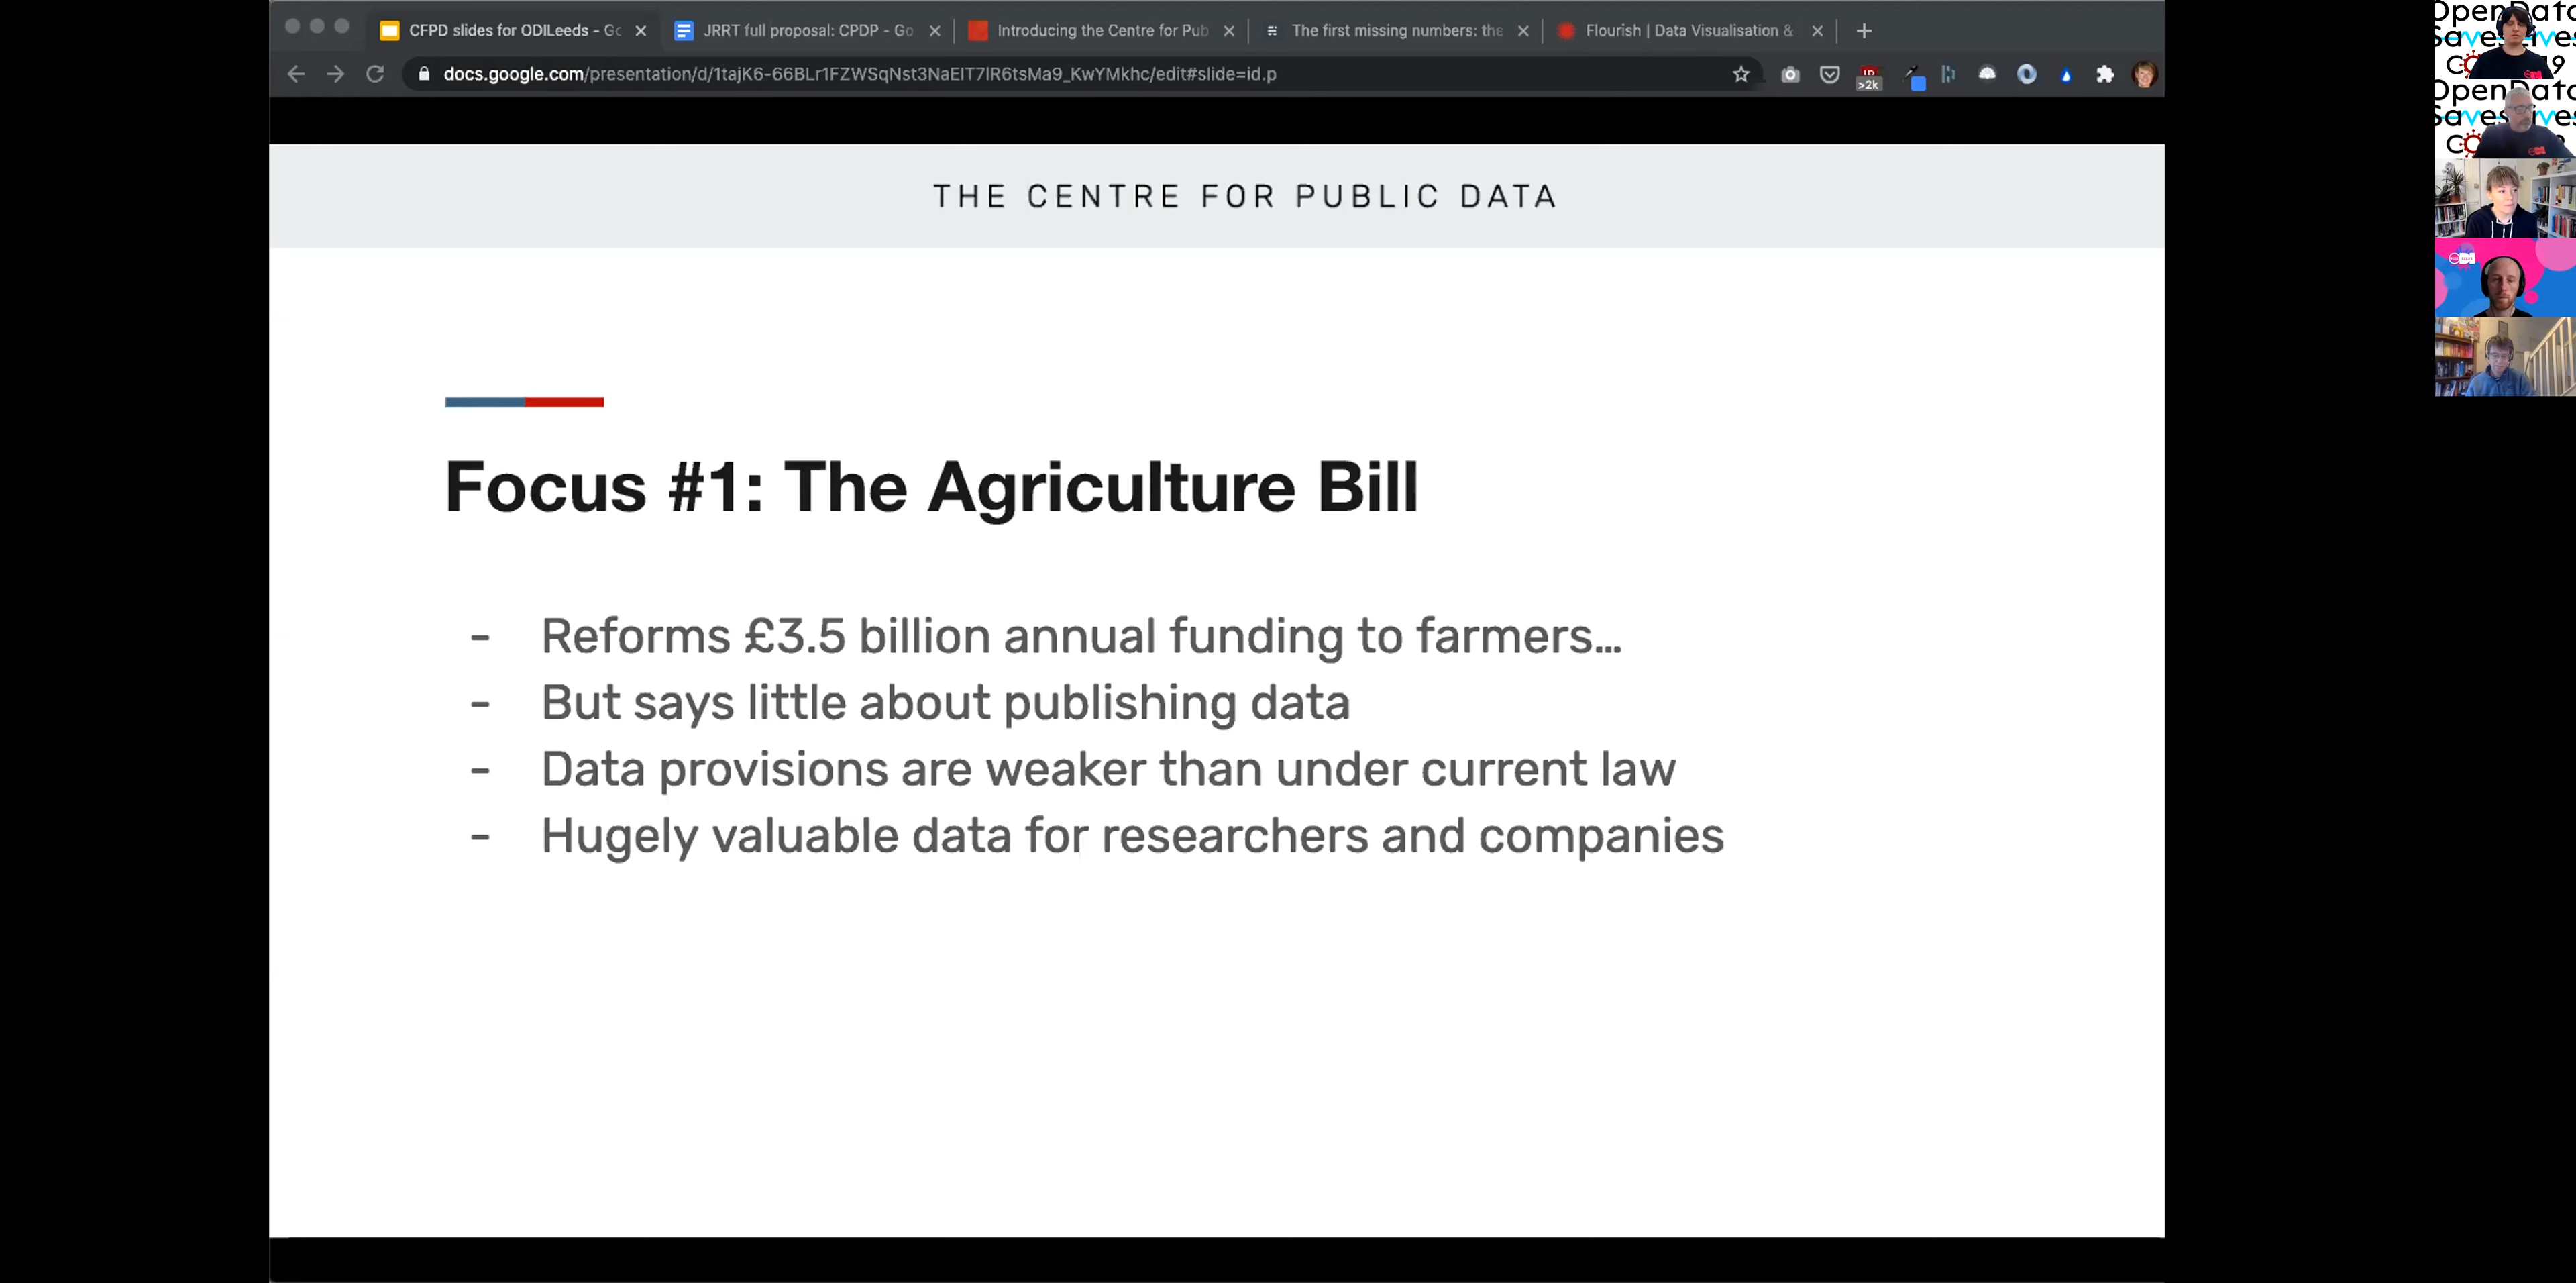 CFPD slides for ODILeeds - Go
JRRT full proposal: CPDP - Go
Introducing the Centre for Pub
The first missing numbers: the
Flourish | Data Visualisation &
docs.google.com/presentation/d/1tajK6-66BLr1FZWSqNst3NaEIT7lR6tsMa9_KwYMkhc/edit#slide=id.p
>2k
THE CENTRE FOR PUBLIC DATA
Focus #1: The Agriculture Bill
- Reforms £3.5 billion annual funding to farmers…
- But says little about publishing data
- Data provisions are weaker than under current law
- Hugely valuable data for researchers and companies